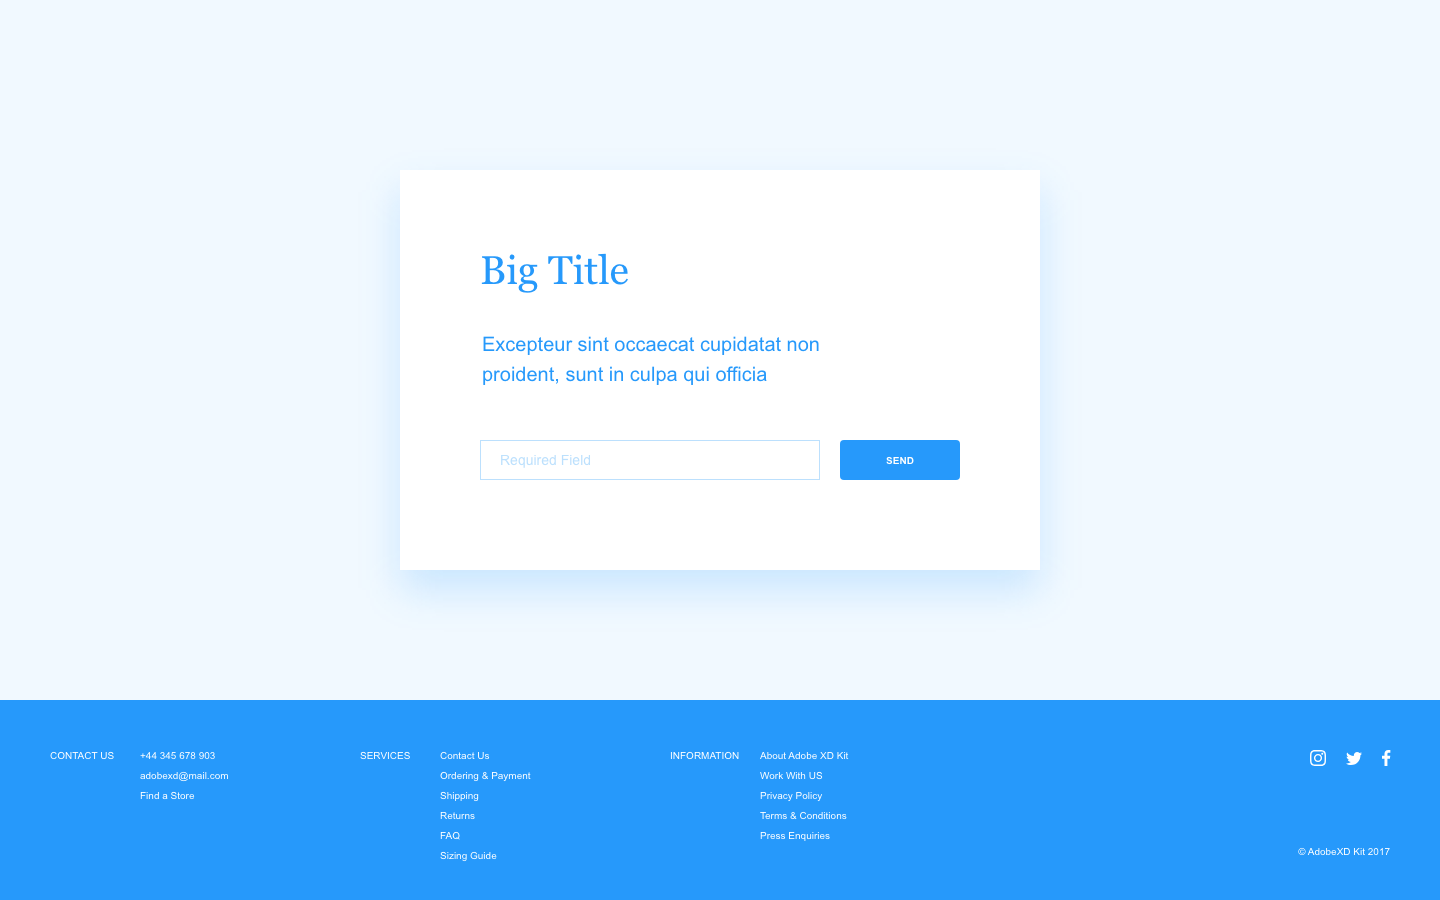 Big Title
Excepteur sint occaecat cupidatat non
proident, sunt in culpa qui officia
Required Field
SEND
CONTACT US
+44 345 678 903
adobexd@mail.com
Find a Store
SERVICES
Contact Us
Ordering & Payment
Shipping
Returns
FAQ
Sizing Guide
INFORMATION
About Adobe XD Kit
Work With US
Privacy Policy
Terms & Conditions
Press Enquiries
© AdobeXD Kit 2017